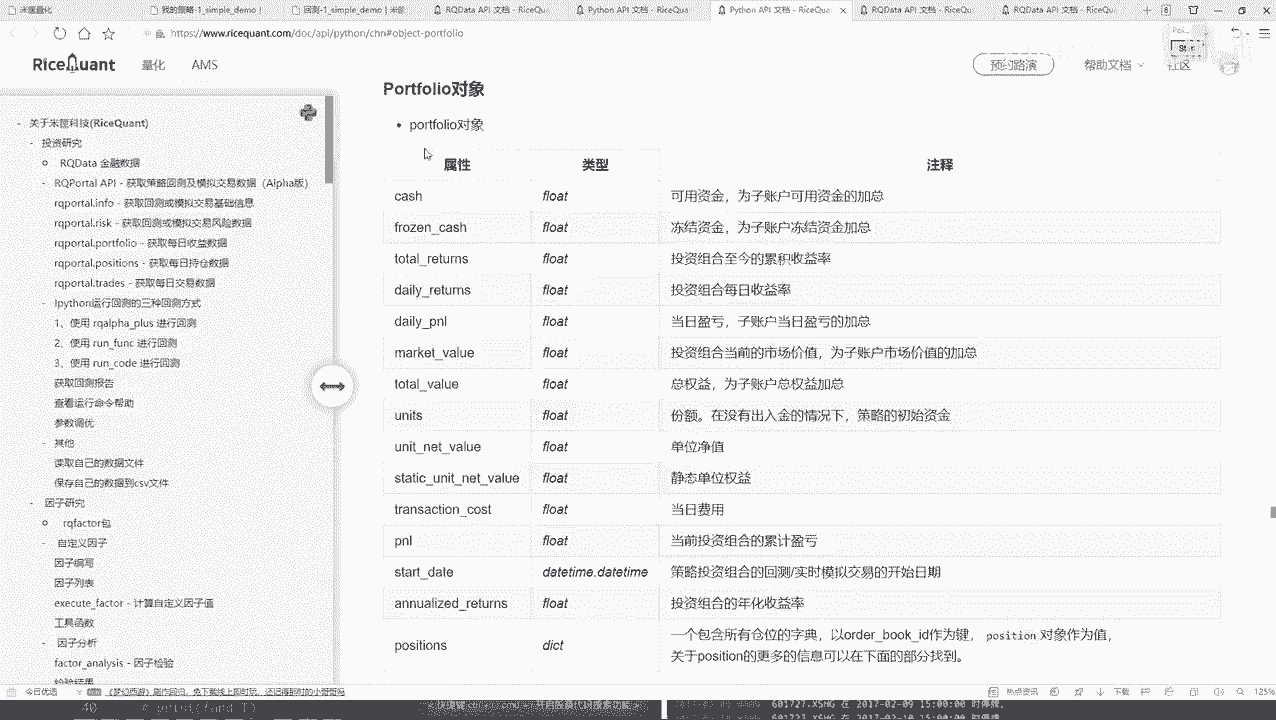 米筐量化
我的策略-1_simple_demo |
回测-1_simple_demo | 米筐
RQData API 文档 - RiceQu
Python API 文档 - RiceQua
Python API 文档 - RiceQua
RQData API 文档 - RiceQu
RQData API 文档 - RiceQu
https://www.ricequant.com/doc/api/python/chn#object-portfolio
RiceQuant
量化
AMS
预约路演
帮助文档
社区
- 关于米筐科技(RiceQuant)
- 投资研究
RQData 金融数据
- RQPortal API - 获取策略回测及模拟交易数据（Alpha版）
rqportal.info - 获取回测或模拟交易基础信息
rqportal.risk - 获取回测或模拟交易风险数据
rqportal.portfolio - 获取每日收益数据
rqportal.positions - 获取每日持仓数据
rqportal.trades - 获取每日交易数据
- Ipython运行回测的三种回测方式
1、使用 rqalpha_plus 进行回测
2、使用 run_func 进行回测
3、使用 run_code 进行回测
获取回测报告
查看运行命令帮助
参数调优
- 其他
读取自己的数据文件
保存自己的数据到csv文件
- 因子研究
rqfactor包
- 自定义因子
因子编写
因子列表
execute_factor - 计算自定义因子值
工具函数
- 因子分析
factor_analysis - 因子检验
Portfolio对象
• portfolio对象
属性 类型 注释
cash float 可用资金，为子账户可用资金的加总
frozen_cash float 冻结资金，为子账户冻结资金加总
total_returns float 投资组合至今的累积收益率
daily_returns float 投资组合每日收益率
daily_pnl float 当日盈亏，子账户当日盈亏的加总
market_value float 投资组合当前的市场价值，为子账户市场价值的加总
total_value float 总权益，为子账户总权益加总
units float 份额。在没有出入金的情况下，策略的初始资金
unit_net_value float 单位净值
static_unit_net_value float 静态单位权益
transaction_cost float 当日费用
pnl float 当前投资组合的累计盈亏
start_date datetime.datetime 策略投资组合的回测/实时模拟交易的开始日期
annualized_returns float 投资组合的年化收益率
positions dict 一个包含所有仓位的字典，以order_book_id作为键， position 对象作为值，
关于position的更多的信息可以在下面的部分找到。
今日优选
热点资讯
下载
125%
40 # print(fund T)
601727.XSHG 在 2017-02-09 15:00:00 时停牌.